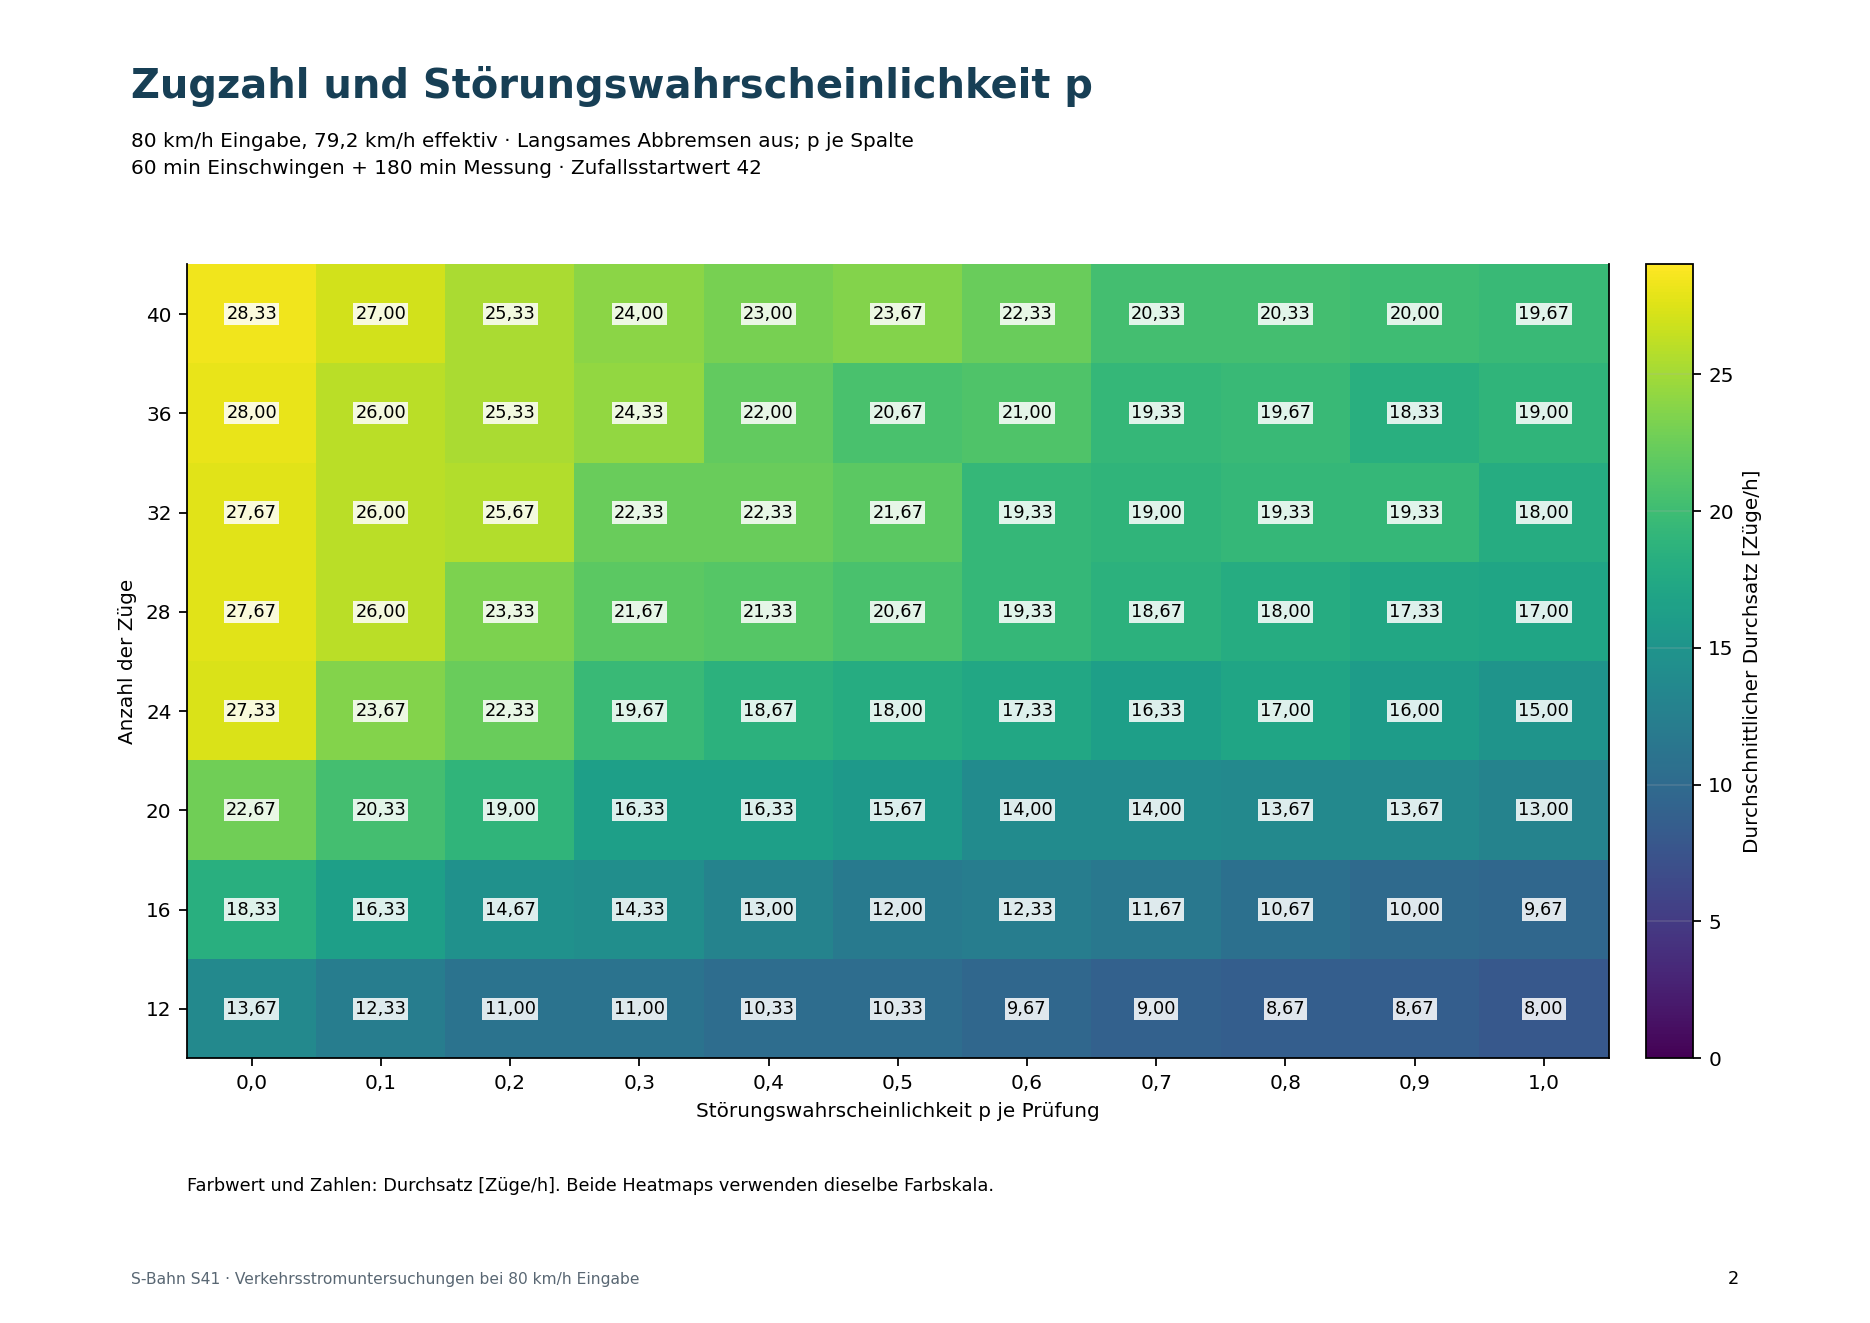 Zugzahl und Störungswahrscheinlichkeit p
80 km/h Eingabe, 79,2 km/h effektiv · Langsames Abbremsen aus; p je Spalte
60 min Einschwingen + 180 min Messung · Zufallsstartwert 42
Anzahl der Züge
40 28,33 27,00 25,33 24,00 23,00 23,67 22,33 20,33 20,33 20,00 19,67
36 28,00 26,00 25,33 24,33 22,00 20,67 21,00 19,33 19,67 18,33 19,00
32 27,67 26,00 25,67 22,33 22,33 21,67 19,33 19,00 19,33 19,33 18,00
28 27,67 26,00 23,33 21,67 21,33 20,67 19,33 18,67 18,00 17,33 17,00
24 27,33 23,67 22,33 19,67 18,67 18,00 17,33 16,33 17,00 16,00 15,00
20 22,67 20,33 19,00 16,33 16,33 15,67 14,00 14,00 13,67 13,67 13,00
16 18,33 16,33 14,67 14,33 13,00 12,00 12,33 11,67 10,67 10,00 9,67
12 13,67 12,33 11,00 11,00 10,33 10,33 9,67 9,00 8,67 8,67 8,00
0,0 0,1 0,2 0,3 0,4 0,5 0,6 0,7 0,8 0,9 1,0
Störungswahrscheinlichkeit p je Prüfung
25
20
15
10
5
0
Durchschnittlicher Durchsatz [Züge/h]
Farbwert und Zahlen: Durchsatz [Züge/h]. Beide Heatmaps verwenden dieselbe Farbskala.
S-Bahn S41 · Verkehrsstromuntersuchungen bei 80 km/h Eingabe
2